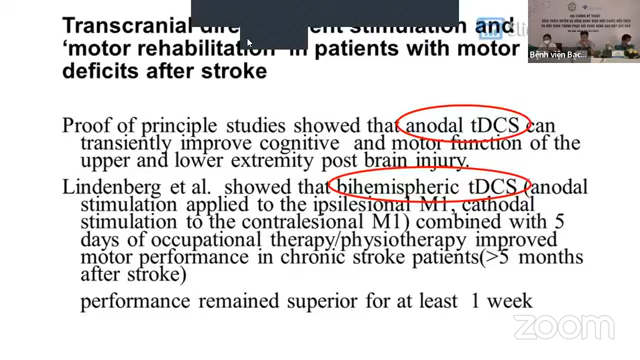 Transcranial dire ent stimulation and
‘motor rehabilitation’ in patients with motor
deficits after stroke
Bệnh viện Bạc...
Proof of principle studies showed that anodal tDCS can
transiently improve cognitive and motor function of the
upper and lower extremity post brain injury.
Lindenberg et al. showed that bihemispheric tDCS (anodal
stimulation applied to the ipsilesional M1, cathodal
stimulation to the contralesional M1) combined with 5
days of occupational therapy/physiotherapy improved
motor performance in chronic stroke patients(>5 months
after stroke)
performance remained superior for at least 1 week
zoom